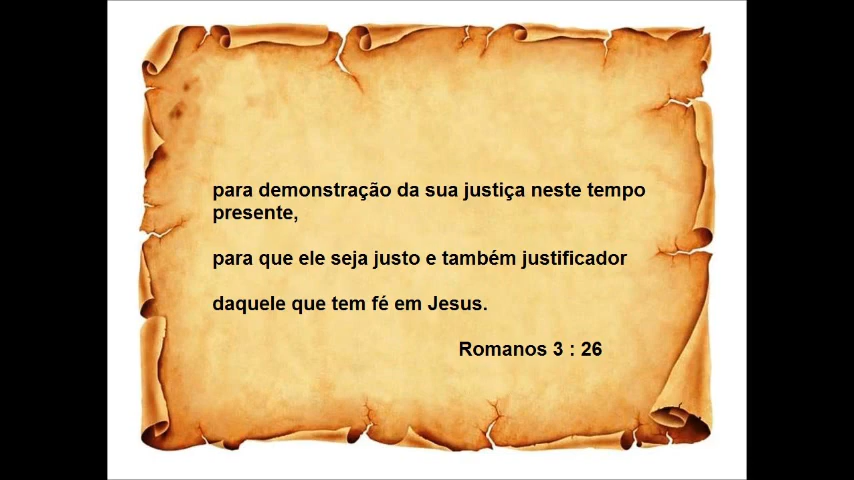 para demonstração da sua justiça neste tempo
presente,
para que ele seja justo e também justificador
daquele que tem fé em Jesus.
Romanos 3 : 26